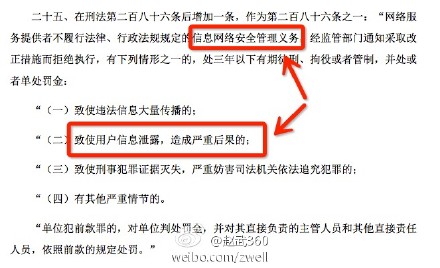 二十五、在刑法第二百八十六条后增加一条，作为第二百八十六条之一：“网络服
务提供者不履行法律、行政法规规定的信息网络安全管理义务，经监管部门通知采取改
正措施而拒绝执行，有下列情形之一的，处三年以下有期徒刑、拘役或者管制，并处或
者单处罚金：
“（一）致使违法信息大量传播的；
“（二）致使用户信息泄露，造成严重后果的；
“（三）致使刑事犯罪证据灭失，严重妨害司法机关依法追究犯罪的；
“（四）有其他严重情节的。
“单位犯前款罪的，对单位判处罚金，并对其直接负责的主管人员和其他直接责任
人员，依照前款的规定处罚。”
@赵武360
weibo.com/zwell